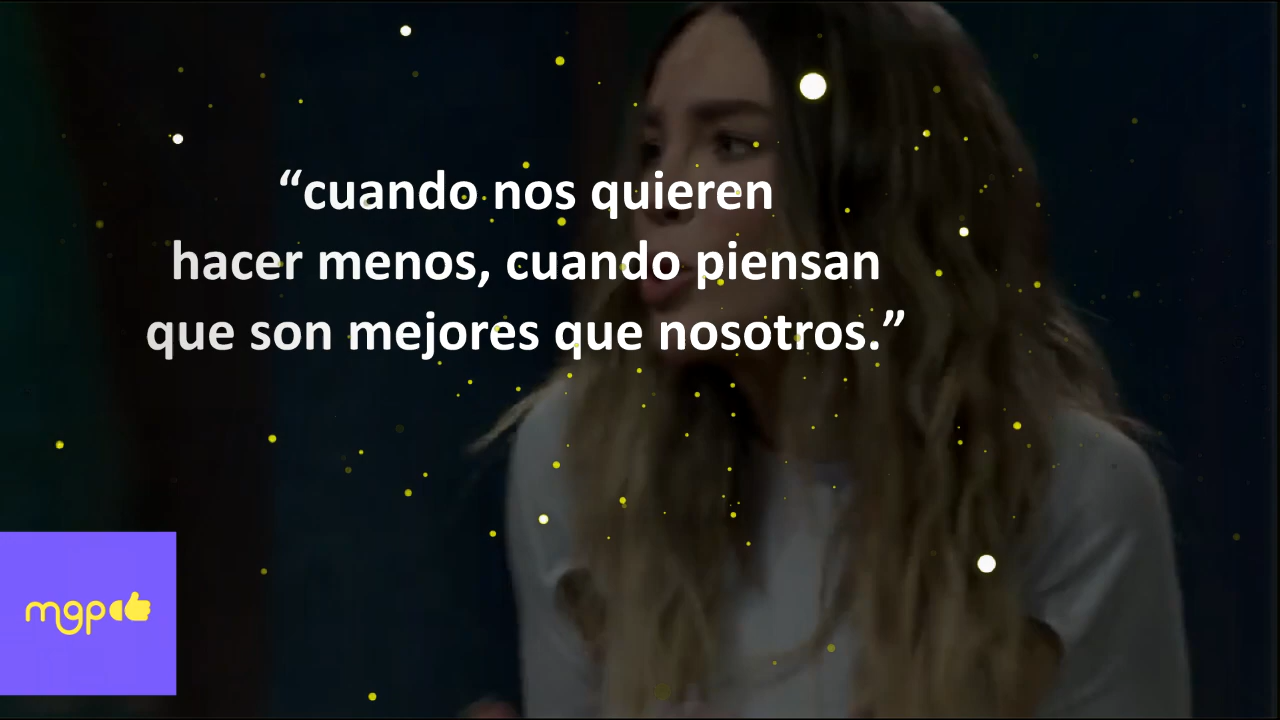 “cuando nos quieren
hacer menos, cuando piensan
que son mejores que nosotros.”
mgp